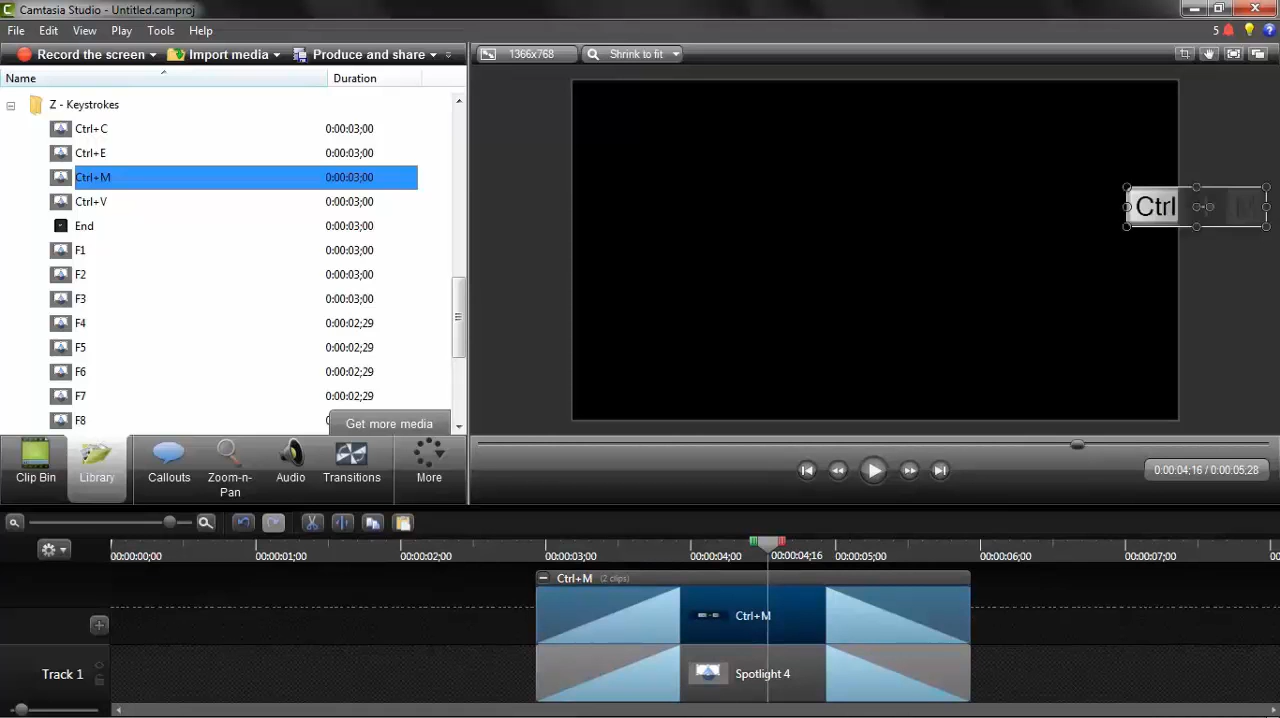 Camtasia Studio - Untitled.camproj
File Edit View Play Tools Help
5
Record the screen Import media Produce and share
1366x768 Shrink to fit
Name Duration
Z - Keystrokes
Ctrl+C 0:00:03;00
Ctrl+E 0:00:03;00
Ctrl+M 0:00:03;00
Ctrl+V 0:00:03;00
End 0:00:03;00
F1 0:00:03;00
F2 0:00:03;00
F3 0:00:03;00
F4 0:00:02;29
F5 0:00:02;29
F6 0:00:02;29
F7 0:00:02;29
F8
Get more media
Ctrl + M
Clip Bin Library Callouts Zoom-n-Pan Audio Transitions More
0:00:04;16 / 0:00:05,28
00:00:00;00 00:00:01;00 00:00:02;00 00:00:03;00 00:00:04;00 00:00:04;16 00:00:05;00 00:00:06;00 00:00:07;00
Ctrl+M (2 clips)
Ctrl+M
Track 1 Spotlight 4